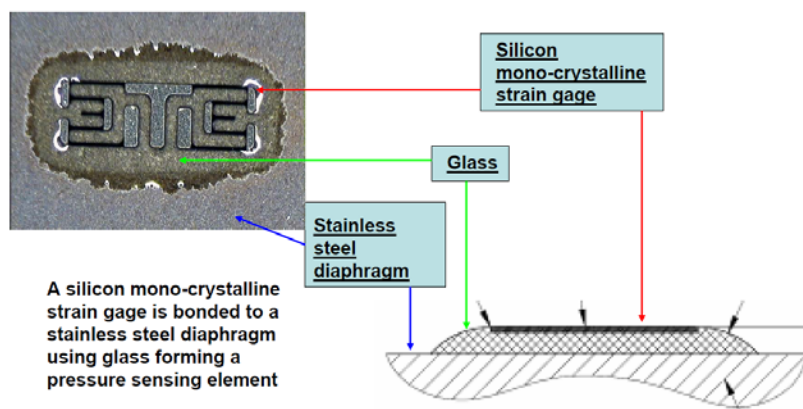 Silicon
mono-crystalline
strain gage
Glass
Stainless
steel
diaphragm
A silicon mono-crystalline
strain gage is bonded to a
stainless steel diaphragm
using glass forming a
pressure sensing element